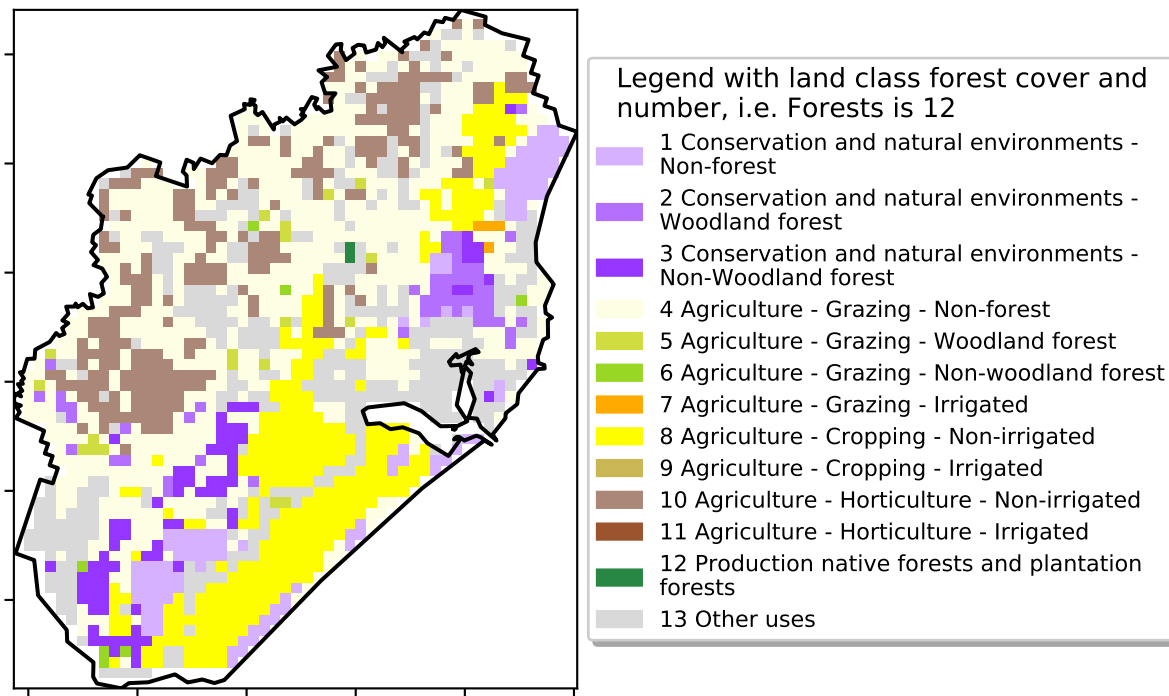 Legend with land class forest cover and
number, i.e. Forests is 12
1 Conservation and natural environments -
Non-forest
2 Conservation and natural environments -
Woodland forest
3 Conservation and natural environments -
Non-Woodland forest
4 Agriculture - Grazing - Non-forest
5 Agriculture - Grazing - Woodland forest
6 Agriculture - Grazing - Non-woodland forest
7 Agriculture - Grazing - Irrigated
8 Agriculture - Cropping - Non-irrigated
9 Agriculture - Cropping - Irrigated
10 Agriculture - Horticulture - Non-irrigated
11 Agriculture - Horticulture - Irrigated
12 Production native forests and plantation
forests
13 Other uses